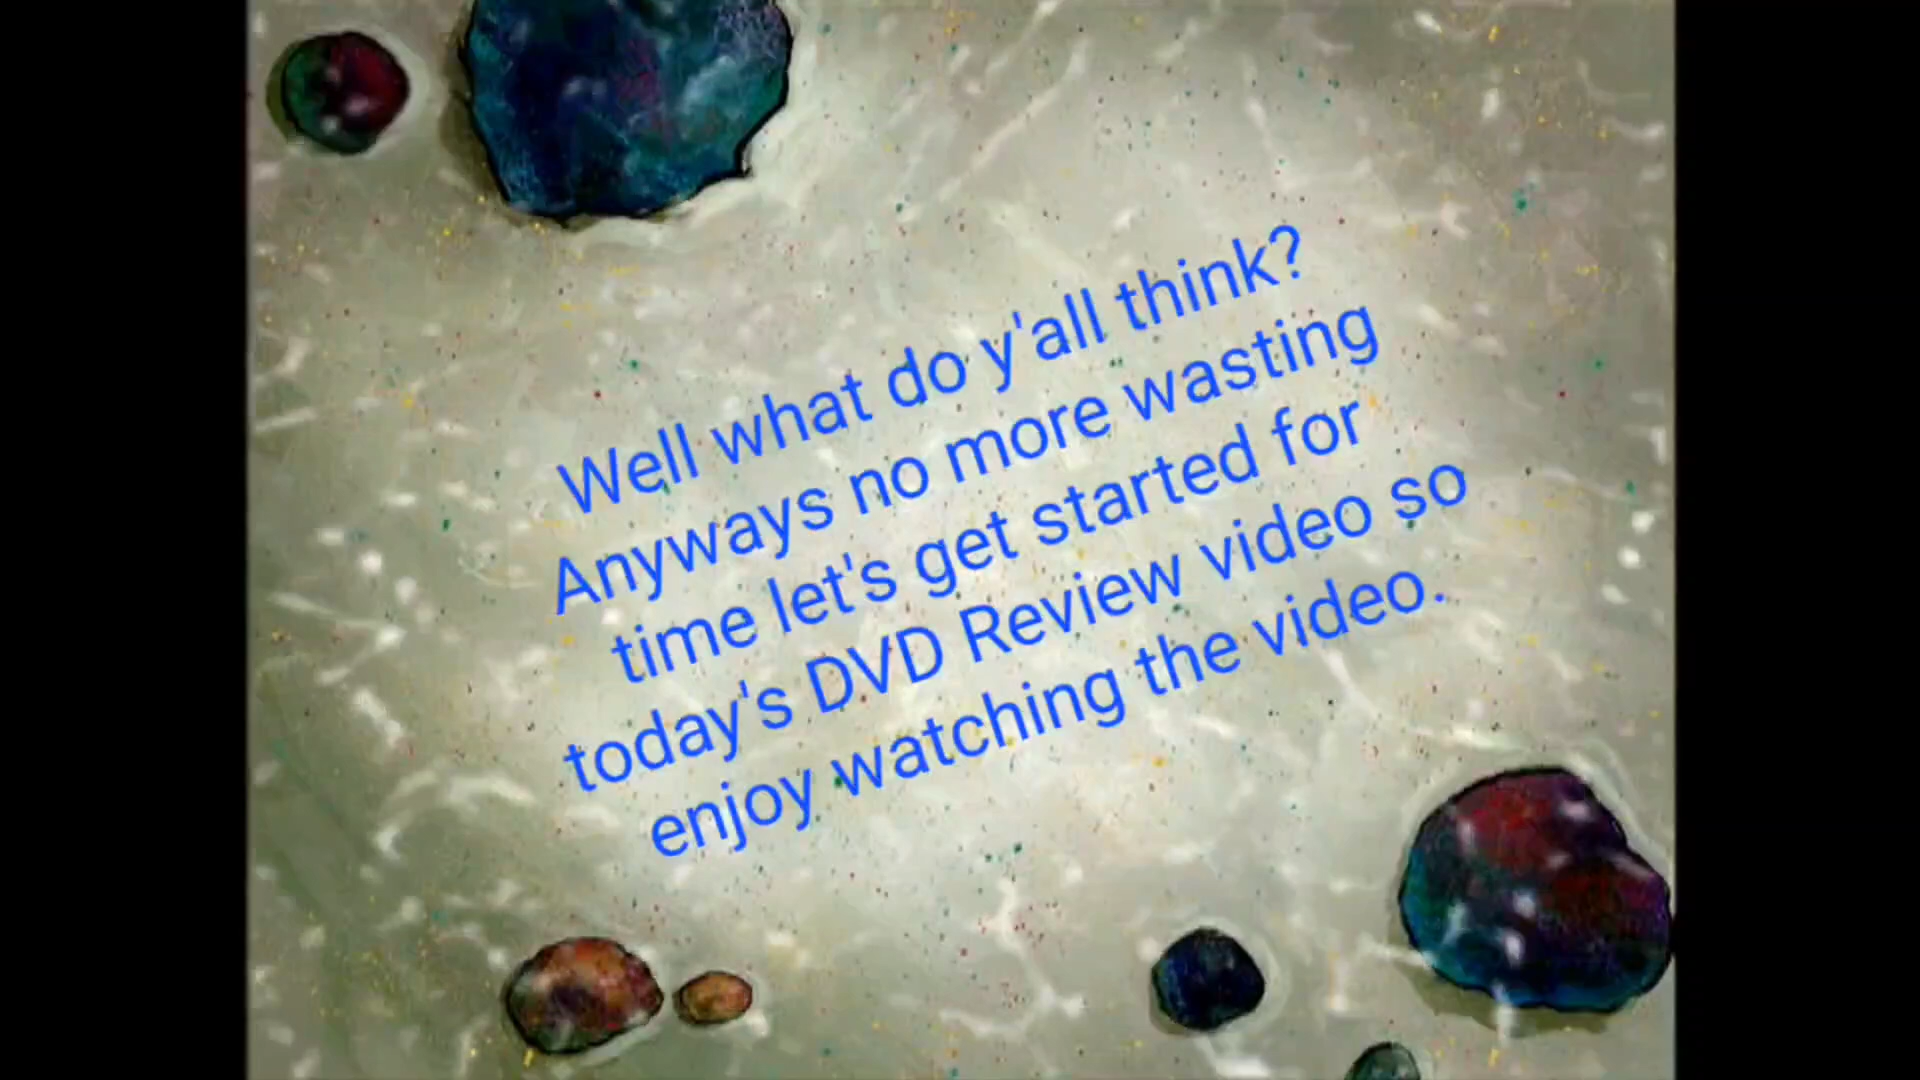 Well what do y'all think?
Anyways no more wasting
time let's get started for
today's DVD Review video so
enjoy watching the video.